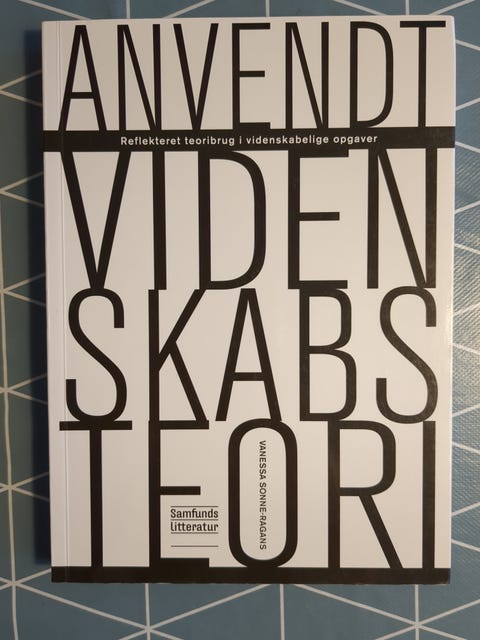 ANVENDT
Reflekteret teoribrug i videnskabelige opgaver
VIDEN
SKABS
TEORI
VANESSA SONNE-RAGANS
Samfunds
litteratur